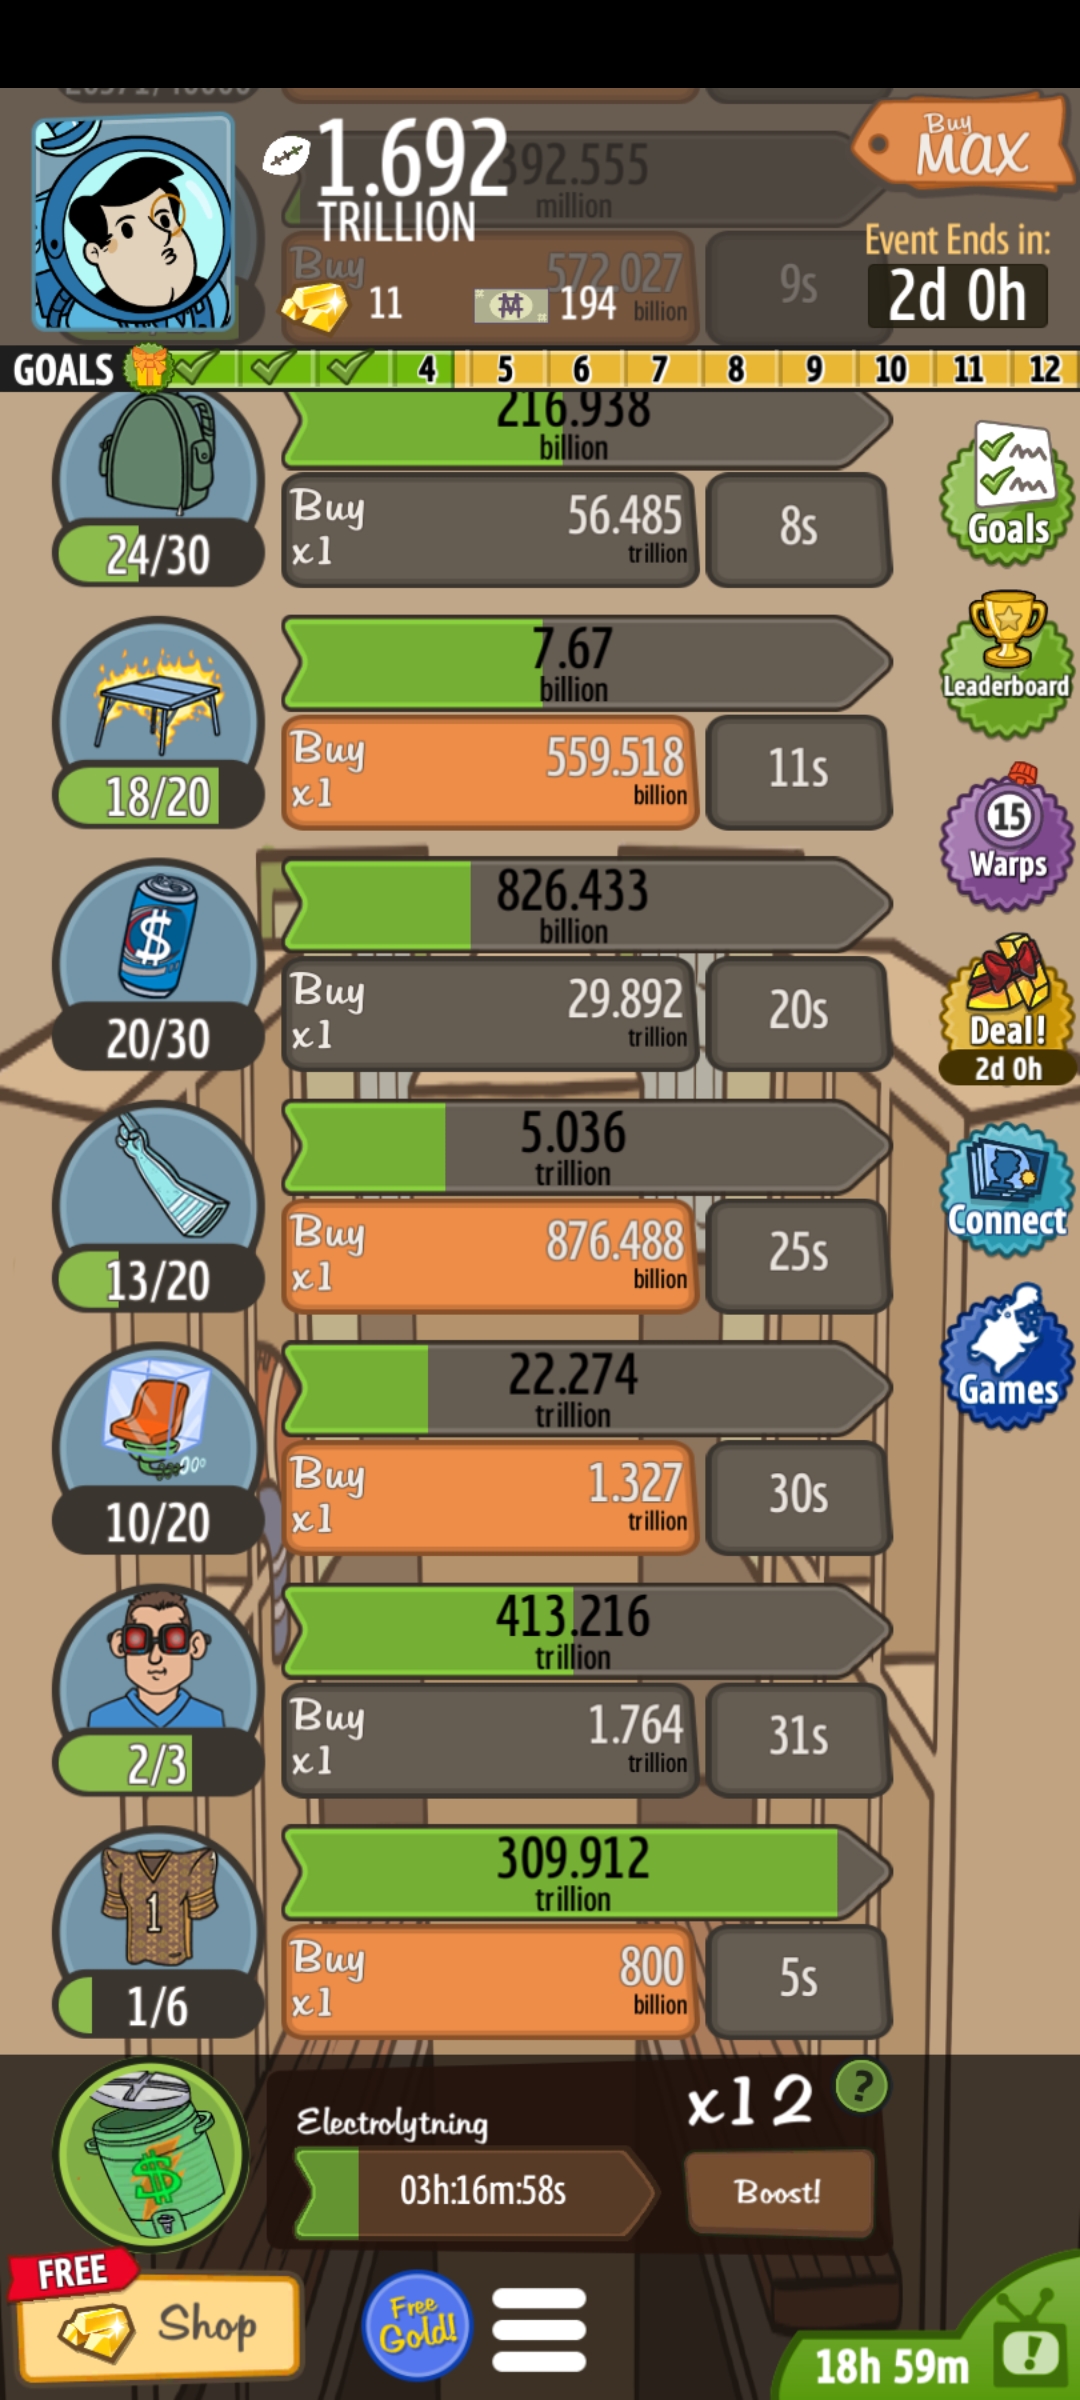 1.692
TRILLION
392.555
million
Buy
MAX
Event Ends in:
2d 0h
Buy
572.027
billion
9s
11
194
GOALS
4
5
6
7
8
9
10
11
12
216.938
billion
Buy
x1
56.485
trillion
8s
24/30
Goals
7.67
billion
Buy
x1
559.518
billion
11s
18/20
Leaderboard
15
Warps
$
826.433
billion
Buy
x1
29.892
trillion
20s
20/30
Deal!
2d 0h
5.036
trillion
Buy
x1
876.488
billion
25s
13/20
Connect
22.274
trillion
Buy
x1
1.327
trillion
30s
10/20
Games
413.216
trillion
Buy
x1
1.764
trillion
31s
2/3
1
309.912
trillion
Buy
x1
800
billion
5s
1/6
$
Electrolytning
x12
?
03h:16m:58s
Boost!
FREE
Shop
Free
Gold!
18h 59m
!